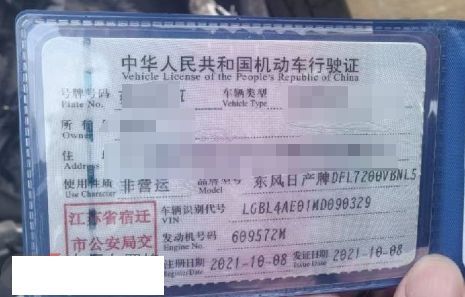 中华人民共和国机动车行驶证
Vehicle License of the People's Republic of China
号牌号码
Plate No.
车辆类型
Vehicle Type
所
Owner
住
Address
使用性质
Use Character
非营运
品牌型号
Model
东风日产牌DFL7200VBNL5
江苏省宿迁
市公安局交
车辆识别代号
VIN
LGBL4AE01MD090329
发动机号码
Engine No.
609572M
注册日期
Register Date
2021-10-08
发证日期
Issue Date
2021-10-08